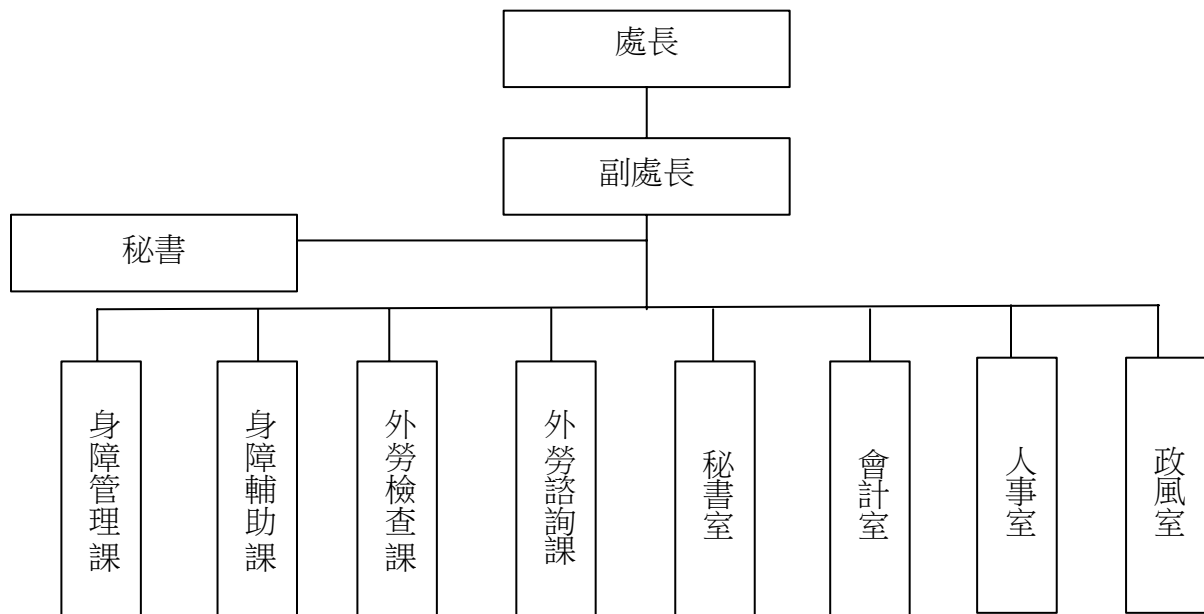 處長
副處長
秘書
身障管理課
身障輔助課
外勞檢查課
外勞諮詢課
秘書室
會計室
人事室
政風室